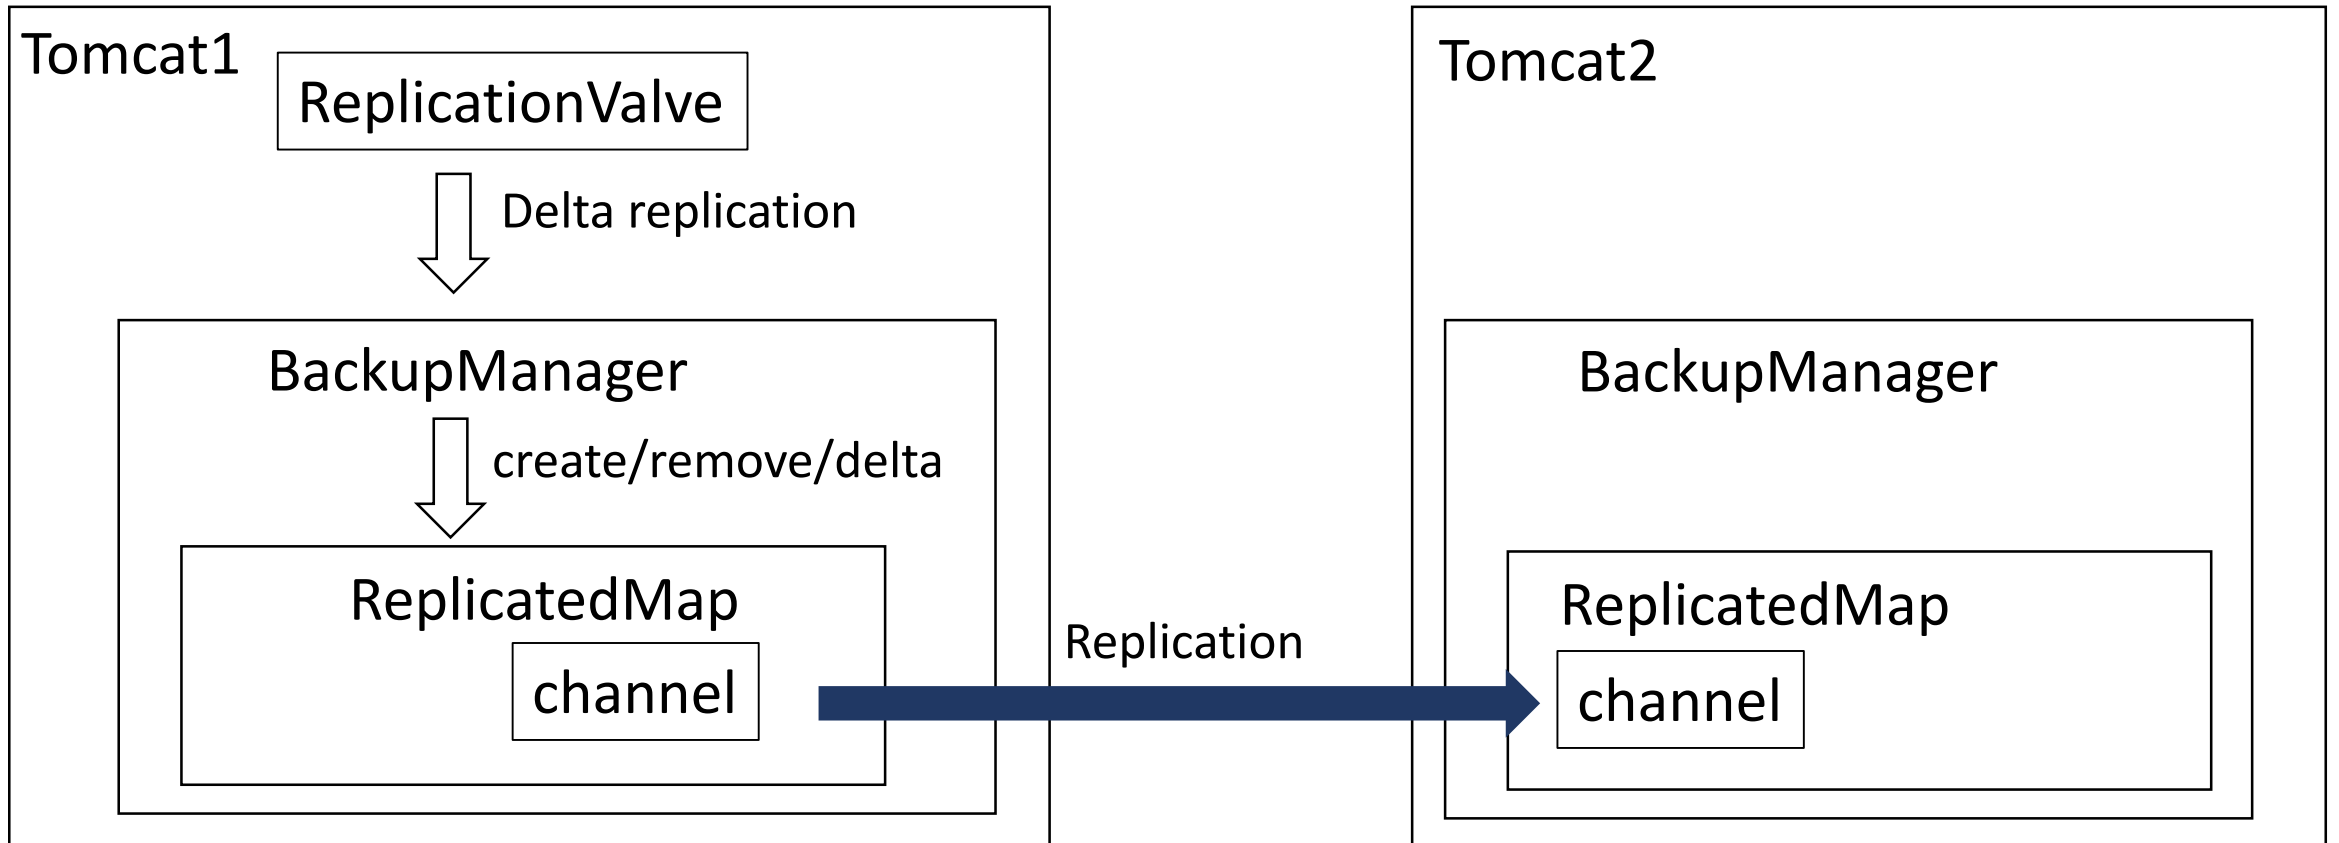 Tomcat1
ReplicationValve
Delta replication
BackupManager
create/remove/delta
ReplicatedMap
channel
Replication
Tomcat2
BackupManager
ReplicatedMap
channel